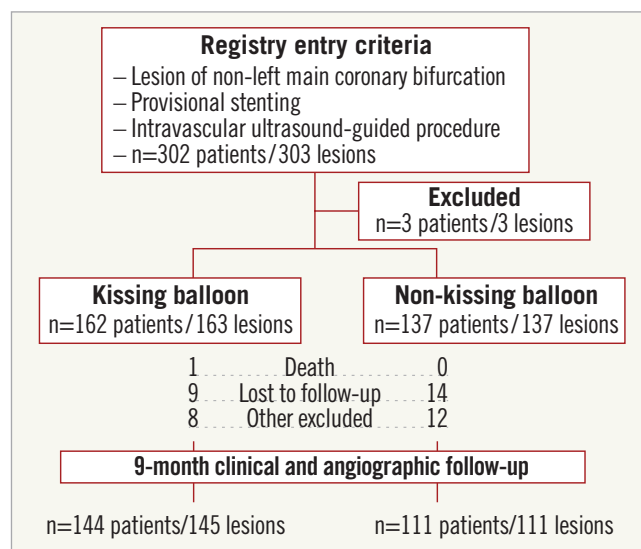 Registry entry criteria
– Lesion of non-left main coronary bifurcation
– Provisional stenting
– Intravascular ultrasound-guided procedure
– n=302 patients/303 lesions
Excluded
n=3 patients/3 lesions
Kissing balloon
n=162 patients/163 lesions
Non-kissing balloon
n=137 patients/137 lesions
1 Death 0
9 Lost to follow-up 14
8 Other excluded 12
9-month clinical and angiographic follow-up
n=144 patients/145 lesions
n=111 patients/111 lesions